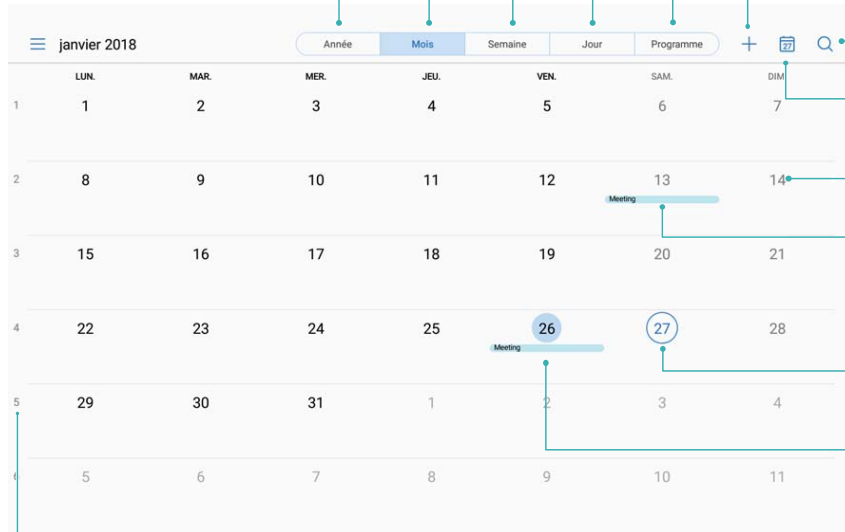 janvier 2018 Année Mois Semaine Jour Programme 27
LUN. MAR. MER. JEU. VEN. SAM. DIM
1 1 2 3 4 5 6 7
2 8 9 10 11 12 13 14
Meeting
3 15 16 17 18 19 20 21
4 22 23 24 25 26 27 28
Meeting
5 29 30 31 1 2 3 4
6 5 6 7 8 9 10 11